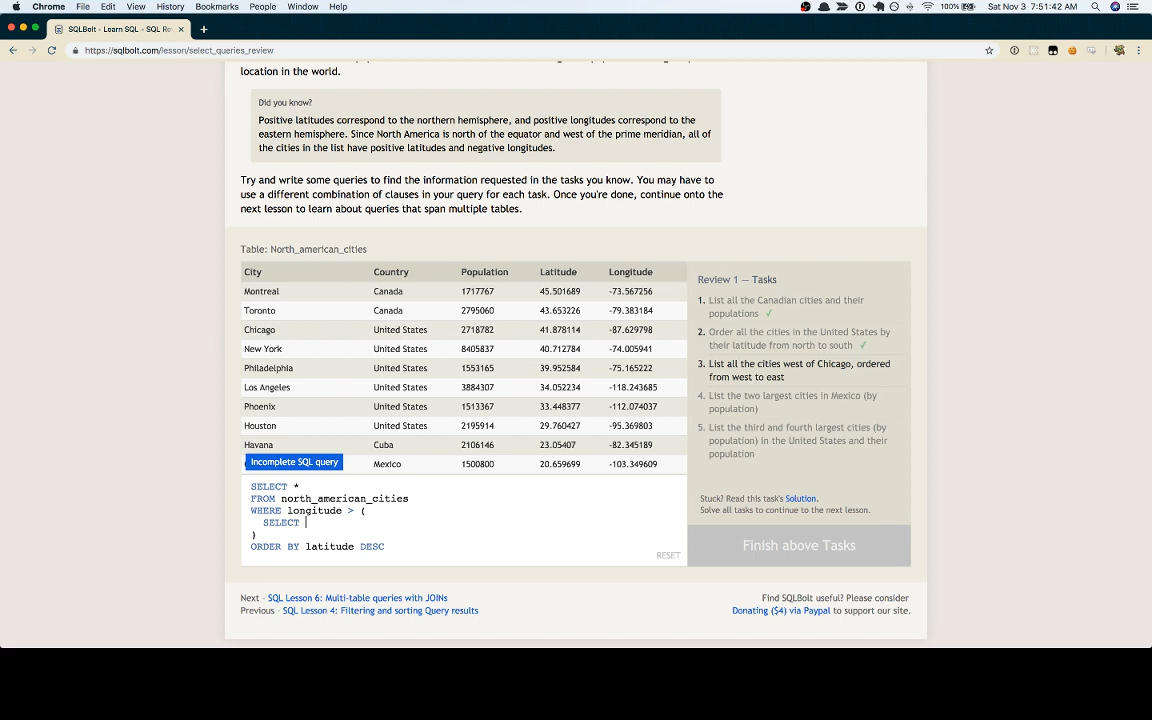 Chrome File Edit View History Bookmarks People Window Help 100% Sat Nov 3 7:51:42 AM
SQLBolt - Learn SQL - SQL Re
https://sqlbolt.com/lesson/select_queries_review
location in the world.
Did you know?
Positive latitudes correspond to the northern hemisphere, and positive longitudes correspond to the
eastern hemisphere. Since North America is north of the equator and west of the prime meridian, all of
the cities in the list have positive latitudes and negative longitudes.
Try and write some queries to find the information requested in the tasks you know. You may have to
use a different combination of clauses in your query for each task. Once you're done, continue onto the
next lesson to learn about queries that span multiple tables.
Table: North_american_cities
City Country Population Latitude Longitude
Montreal Canada 1717767 45.501689 -73.567256
Toronto Canada 2795060 43.653226 -79.383184
Chicago United States 2718782 41.878114 -87.629798
New York United States 8405837 40.712784 -74.005941
Philadelphia United States 1553165 39.952584 -75.165222
Los Angeles United States 3884307 34.052234 -118.243685
Phoenix United States 1513367 33.448377 -112.074037
Houston United States 2195914 29.760427 -95.369803
Havana Cuba 2106146 23.05407 -82.345189
Mexico 1500800 20.659699 -103.349609
Incomplete SQL query
SELECT *
FROM north_american_cities
WHERE longitude > (
SELECT
)
ORDER BY latitude DESC
RESET
Review 1 — Tasks
1. List all the Canadian cities and their
populations ✓
2. Order all the cities in the United States by
their latitude from north to south ✓
3. List all the cities west of Chicago, ordered
from west to east
4. List the two largest cities in Mexico (by
population)
5. List the third and fourth largest cities (by
population) in the United States and their
population
Stuck? Read this task's Solution.
Solve all tasks to continue to the next lesson.
Finish above Tasks
Next – SQL Lesson 6: Multi-table queries with JOINs
Previous – SQL Lesson 4: Filtering and sorting Query results
Find SQLBolt useful? Please consider
Donating ($4) via Paypal to support our site.